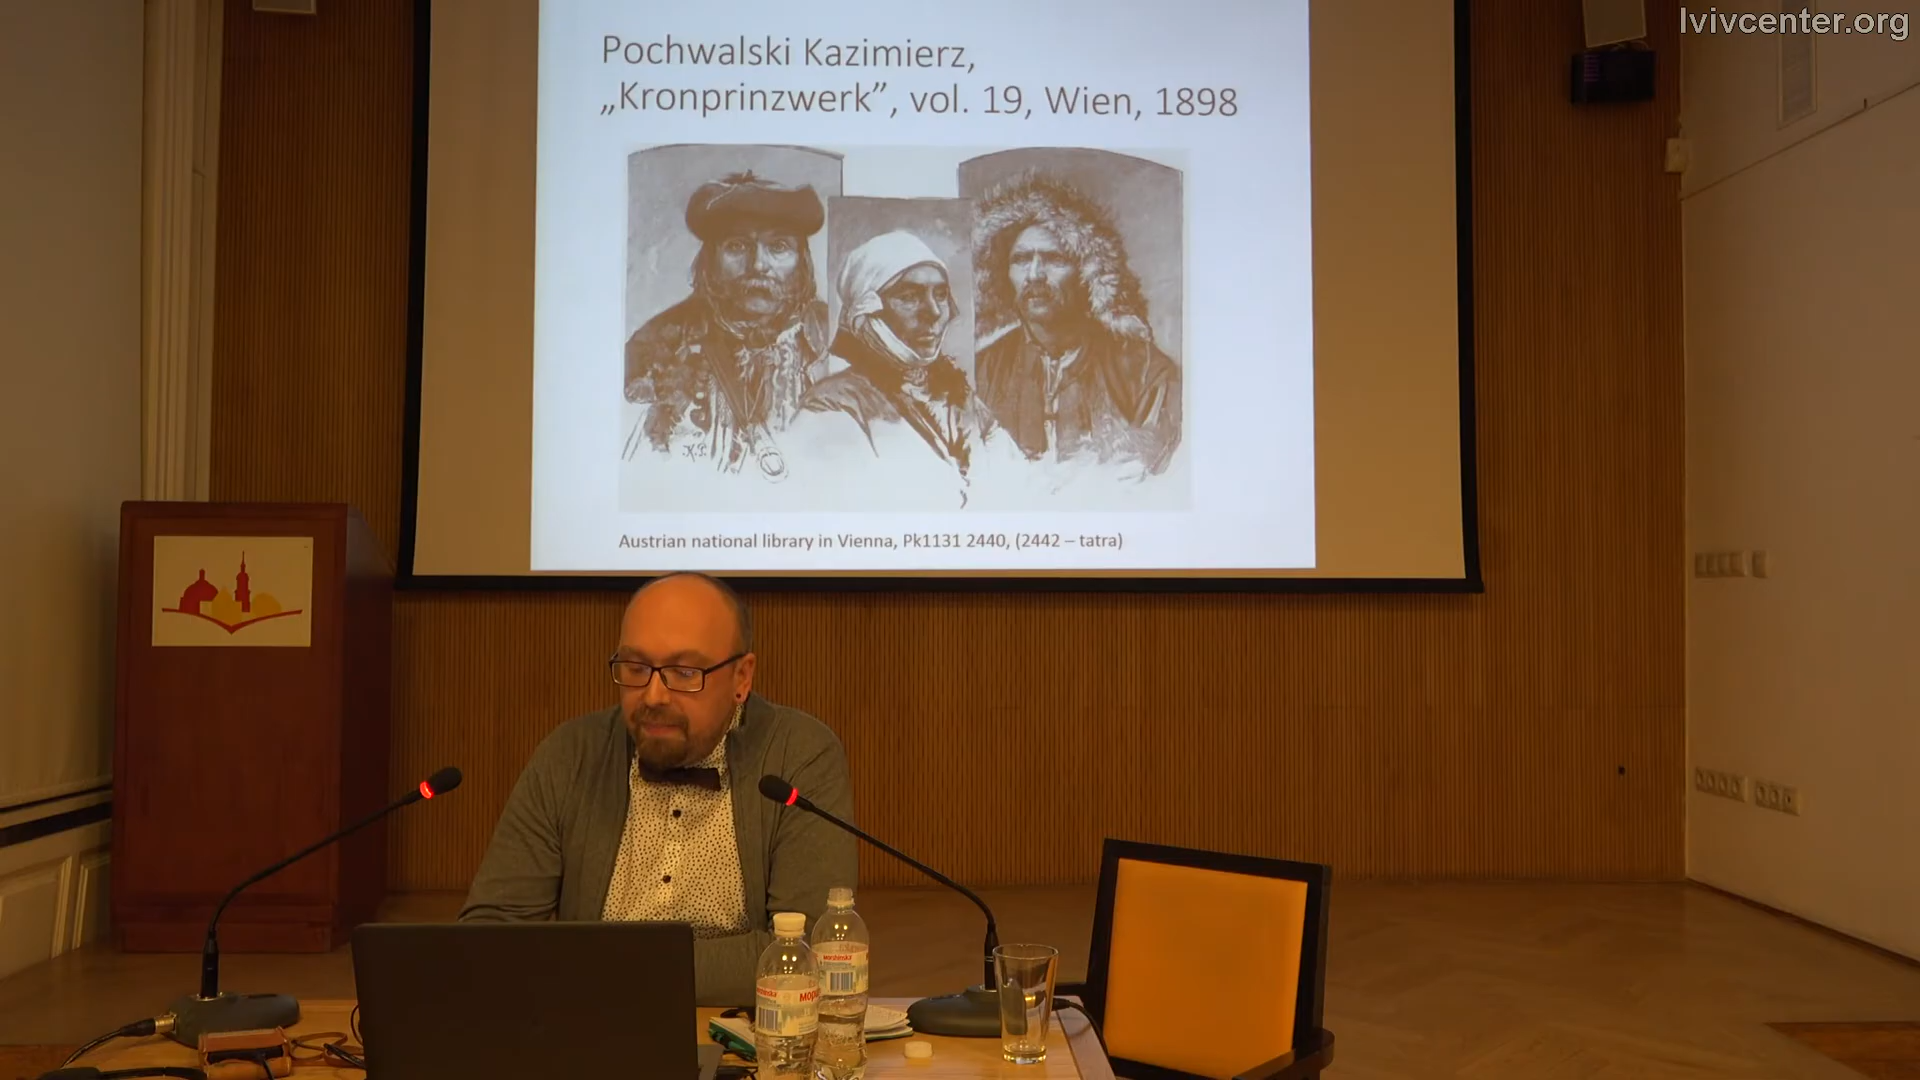 lvivcenter.org
Pochwalski Kazimierz,
„Kronprinzwerk”, vol. 19, Wien, 1898
K.P.
Austrian national library in Vienna, Pk1131 2440, (2442 – tatra)